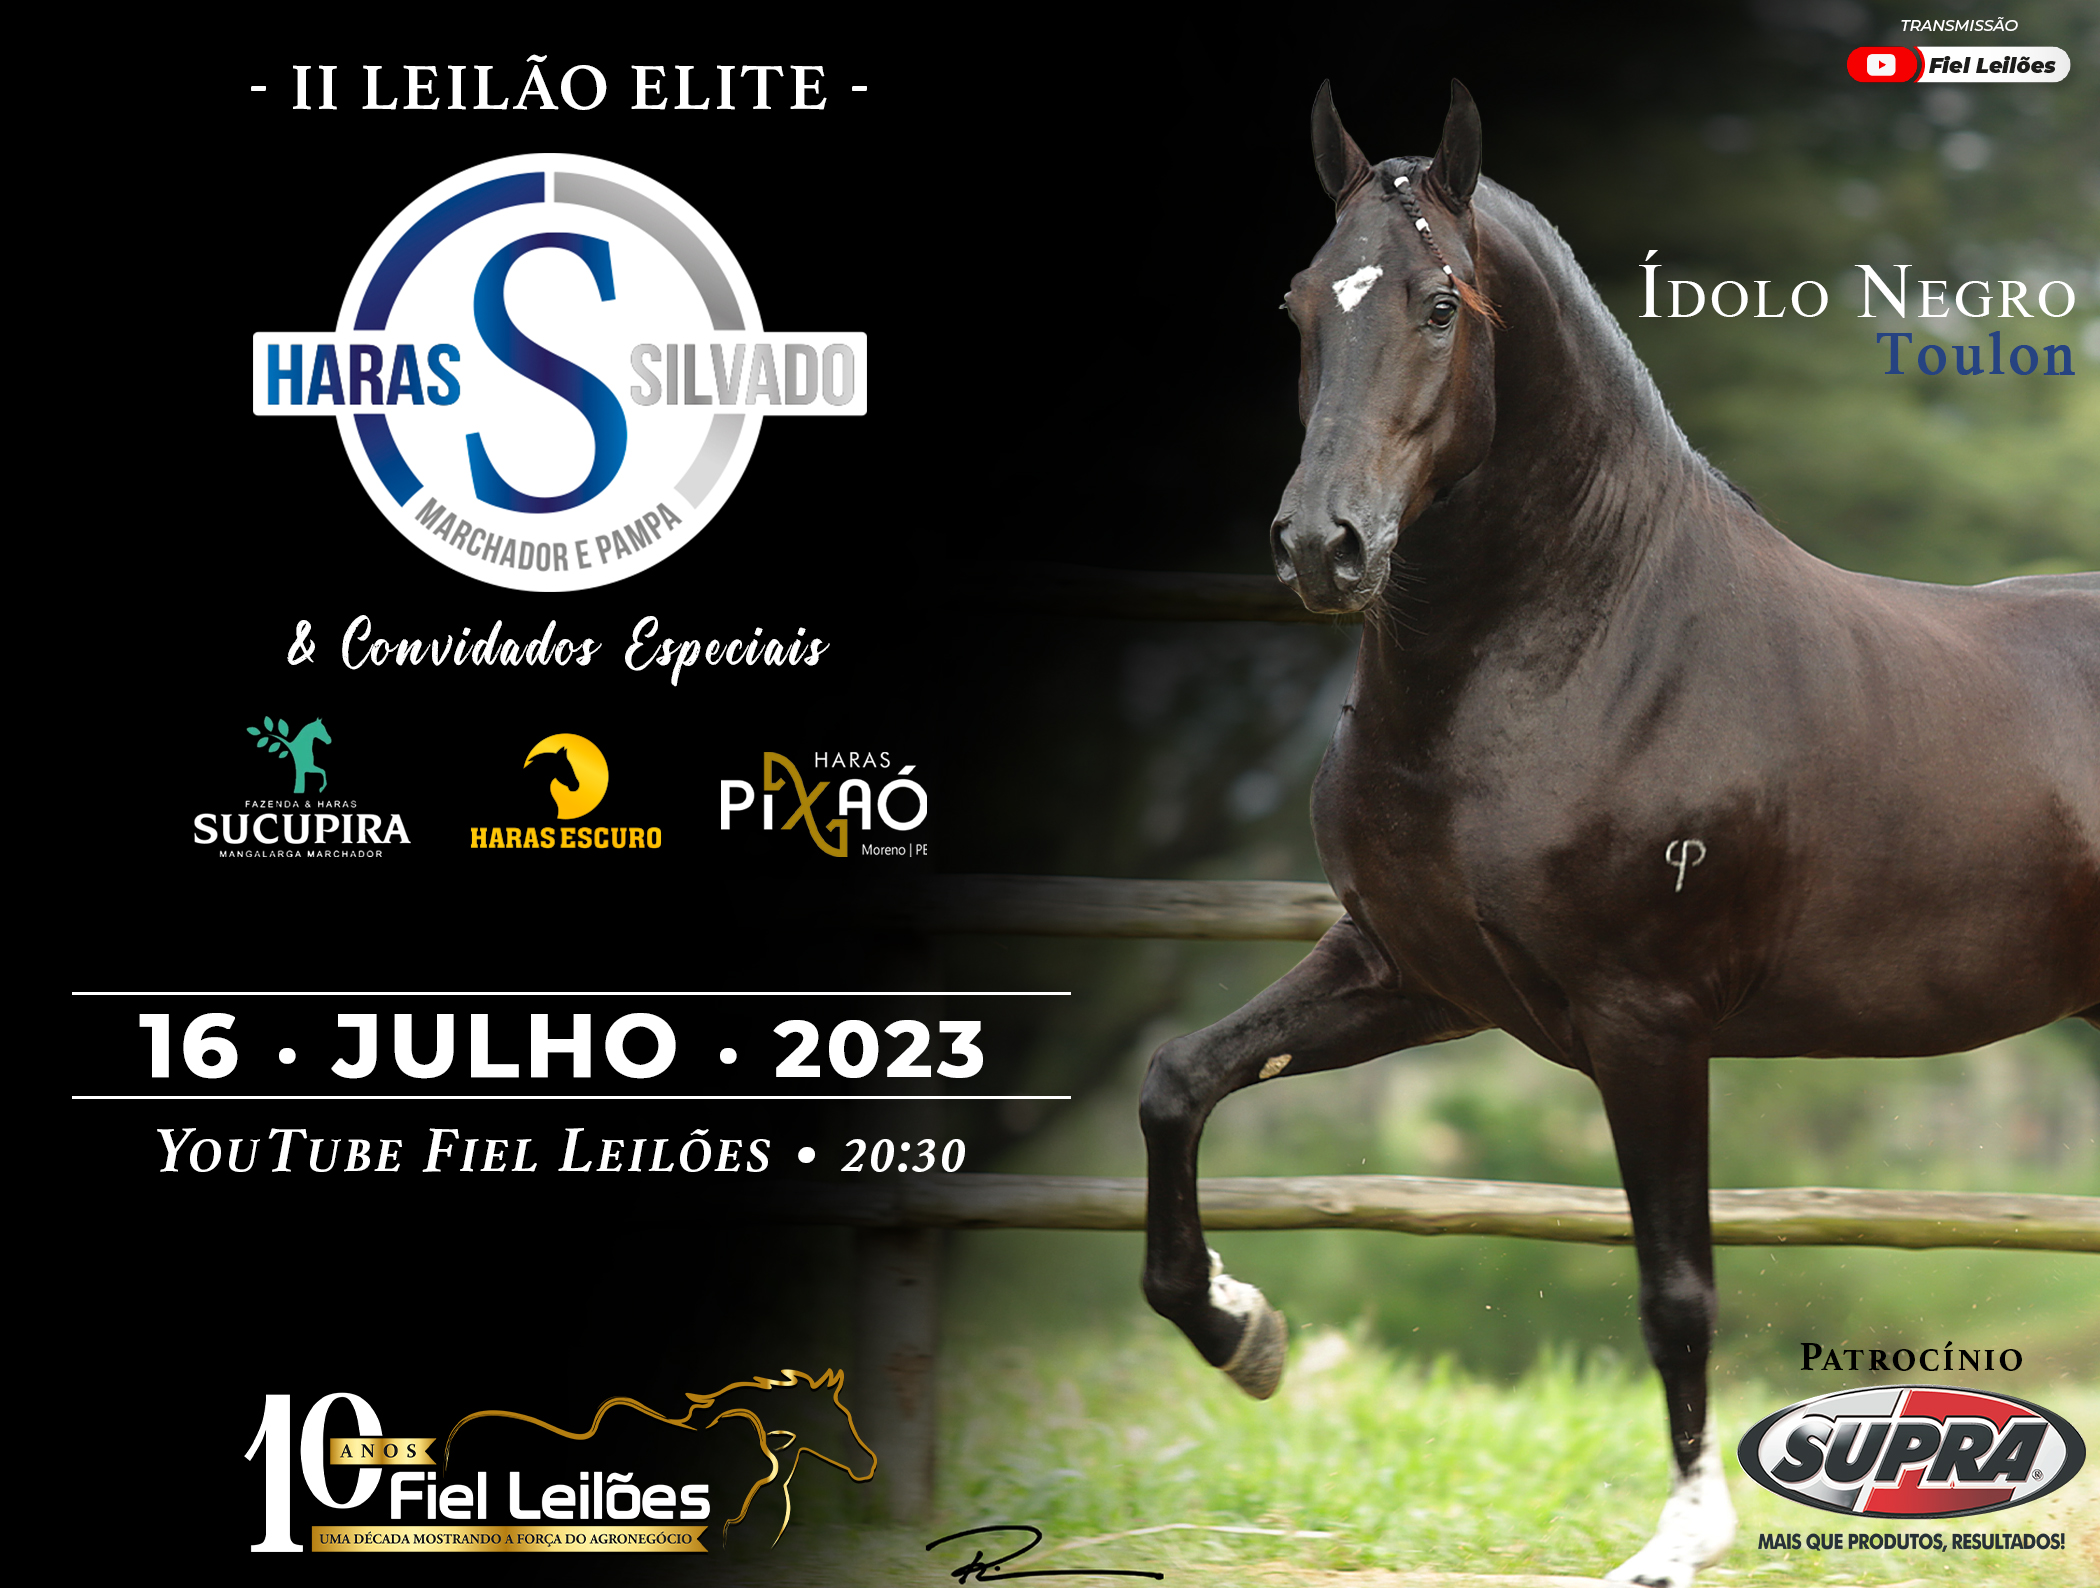 - II LEILÃO ELITE -
TRANSMISSÃO
Fiel Leilões
HARAS S SILVADO
MARCHADOR E PAMPA
ÍDOLO NEGRO
Toulon
& Convidados Especiais
FAZENDA & HARAS
SUCUPIRA
MANGALARGA MARCHADOR
HARAS ESCURO
HARAS
PIXAÓ
Moreno | PE
16 • JULHO • 2023
YOUTUBE FIEL LEILÕES • 20:30
10
ANOS
Fiel Leilões
UMA DÉCADA MOSTRANDO A FORÇA DO AGRONEGÓCIO
PATROCÍNIO
SUPRA®
MAIS QUE PRODUTOS, RESULTADOS!